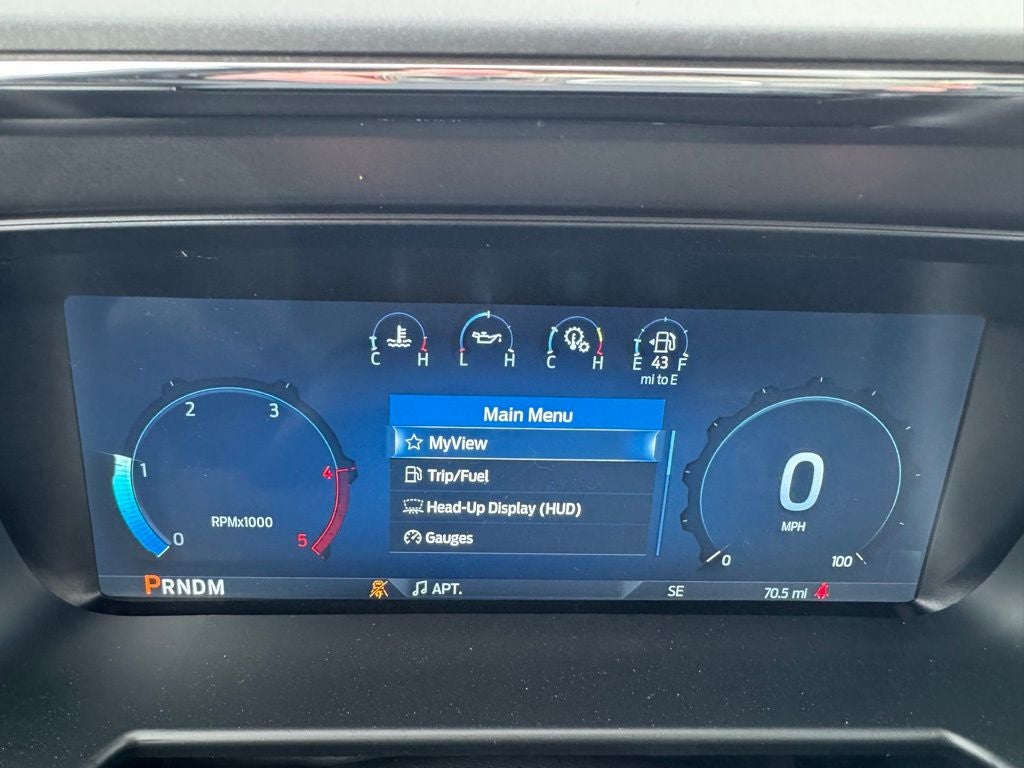 C H
L H
C H
E 43 F
mi to E
Main Menu
MyView
Trip/Fuel
Head-Up Display (HUD)
Gauges
2 3
1 4
RPMx1000
0 5
0
MPH
0 100
PRNDM
APT.
SE
70.5 mi